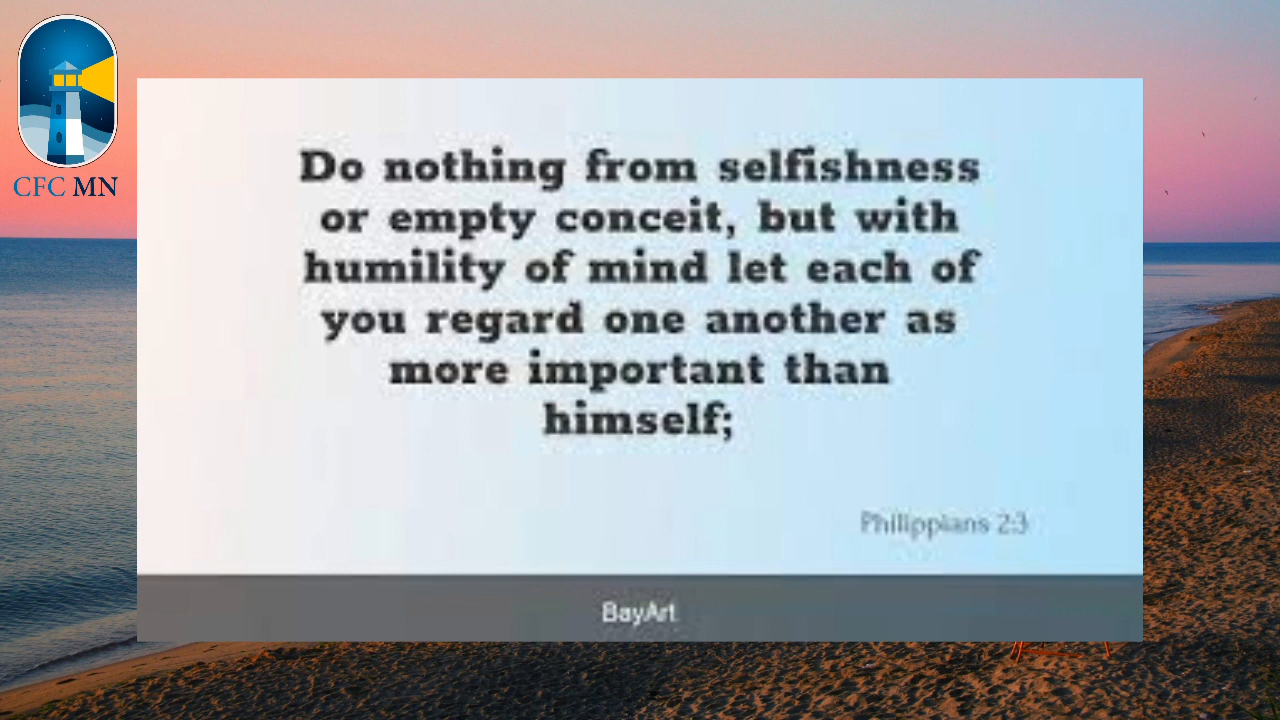 CFC MN
Do nothing from selfishness
or empty conceit, but with
humility of mind let each of
you regard one another as
more important than
himself;
Philippians 2:3
BayArt